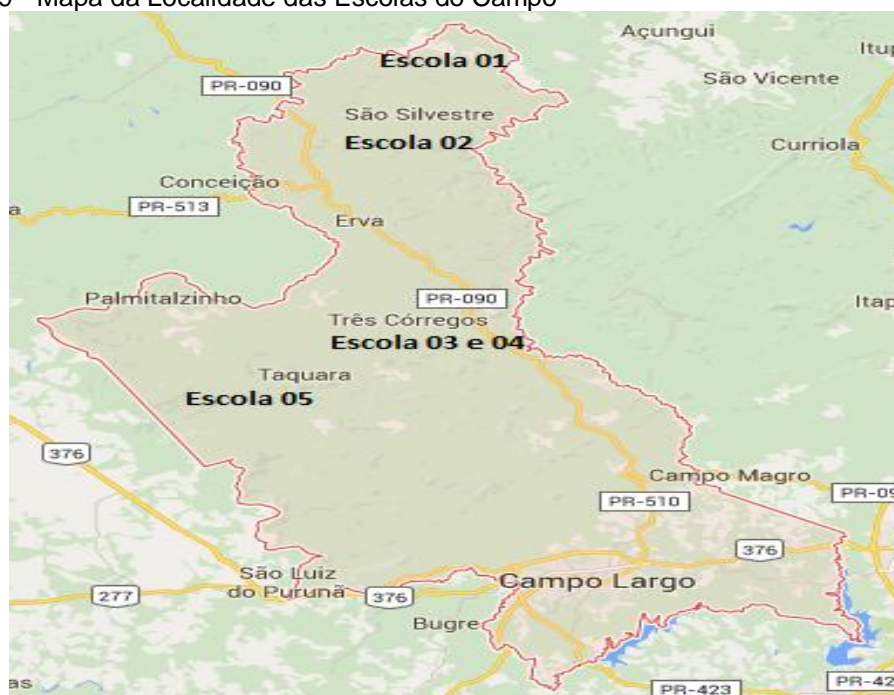 Mapa da Localidade das Escolas do Campo
Açungui
Escola 01
PR-090
São Vicente
São Silvestre
Escola 02
Curriola
Conceição
PR-513
Erva
Palmitalzinho
PR-090
Três Córregos
Escola 03 e 04
Taquara
Escola 05
376
Campo Magro
PR-510
376
São Luiz
do Purunã
Campo Largo
277
376
Bugre
PR-423